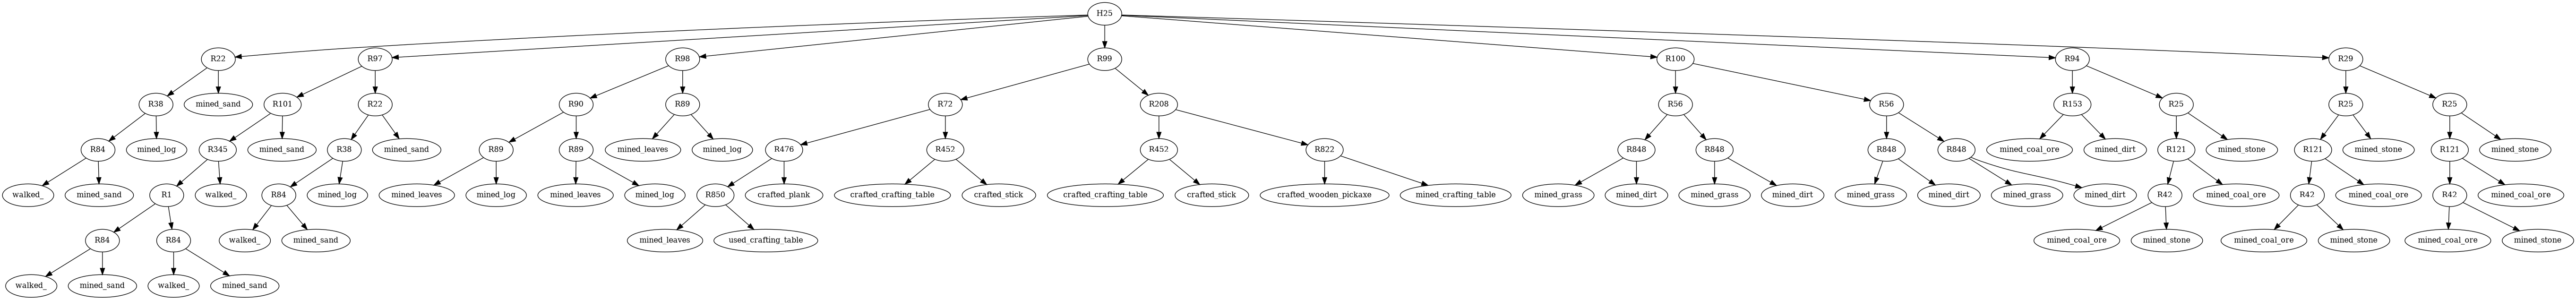 H25
R22 R97 R98 R99 R100 R94 R29
R38 mined_sand R101 R22 R90 R89 R72 R208 R56 R56 R153 R25 R25 R25
R84 mined_log R345 mined_sand R38 mined_sand R89 R89 mined_leaves mined_log R476 R452 R452 R822 R848 R848 R848 R848 mined_coal_ore mined_dirt R121 mined_stone R121 mined_stone R121 mined_stone
walked_ mined_sand R1 walked_ R84 mined_log mined_leaves mined_log mined_leaves mined_log R850 crafted_plank crafted_crafting_table crafted_stick crafted_crafting_table crafted_stick crafted_wooden_pickaxe mined_crafting_table mined_grass mined_dirt mined_grass mined_dirt mined_grass mined_dirt mined_grass mined_dirt R42 mined_coal_ore R42 mined_coal_ore R42 mined_coal_ore
R84 R84 walked_ mined_sand mined_leaves used_crafting_table mined_coal_ore mined_stone mined_coal_ore mined_stone mined_coal_ore mined_stone
walked_ mined_sand walked_ mined_sand